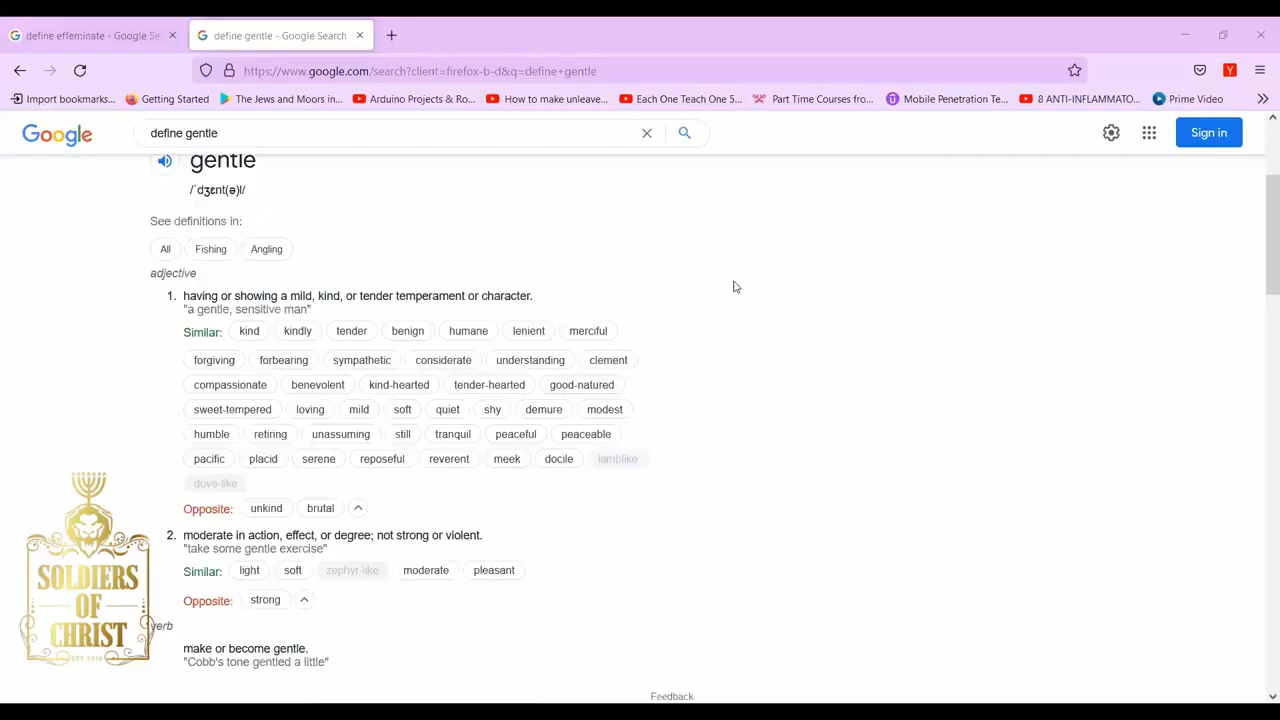 define effeminate - Google Se
define gentle - Google Search
https://www.google.com/search?client=firefox-b-d&q=define+gentle
Import bookmarks...
Getting Started
The Jews and Moors in...
Arduino Projects & Ro...
How to make unleave...
Each One Teach One 5...
Part Time Courses from...
Mobile Penetration Te...
8 ANTI-INFLAMMATO...
Prime Video
Google
define gentle
Sign in
gentle
/ˈdʒɛnt(ə)l/
See definitions in:
All Fishing Angling
adjective
1. having or showing a mild, kind, or tender temperament or character.
"a gentle, sensitive man"
Similar: kind kindly tender benign humane lenient merciful
forgiving forbearing sympathetic considerate understanding clement
compassionate benevolent kind-hearted tender-hearted good-natured
sweet-tempered loving mild soft quiet shy demure modest
humble retiring unassuming still tranquil peaceful peaceable
pacific placid serene reposeful reverent meek docile lamblike
dove-like
Opposite: unkind brutal
2. moderate in action, effect, or degree; not strong or violent.
"take some gentle exercise"
Similar: light soft zephyr-like moderate pleasant
Opposite: strong
verb
make or become gentle.
"Cobb's tone gentled a little"
Feedback
SOLDIERS
OF
CHRIST